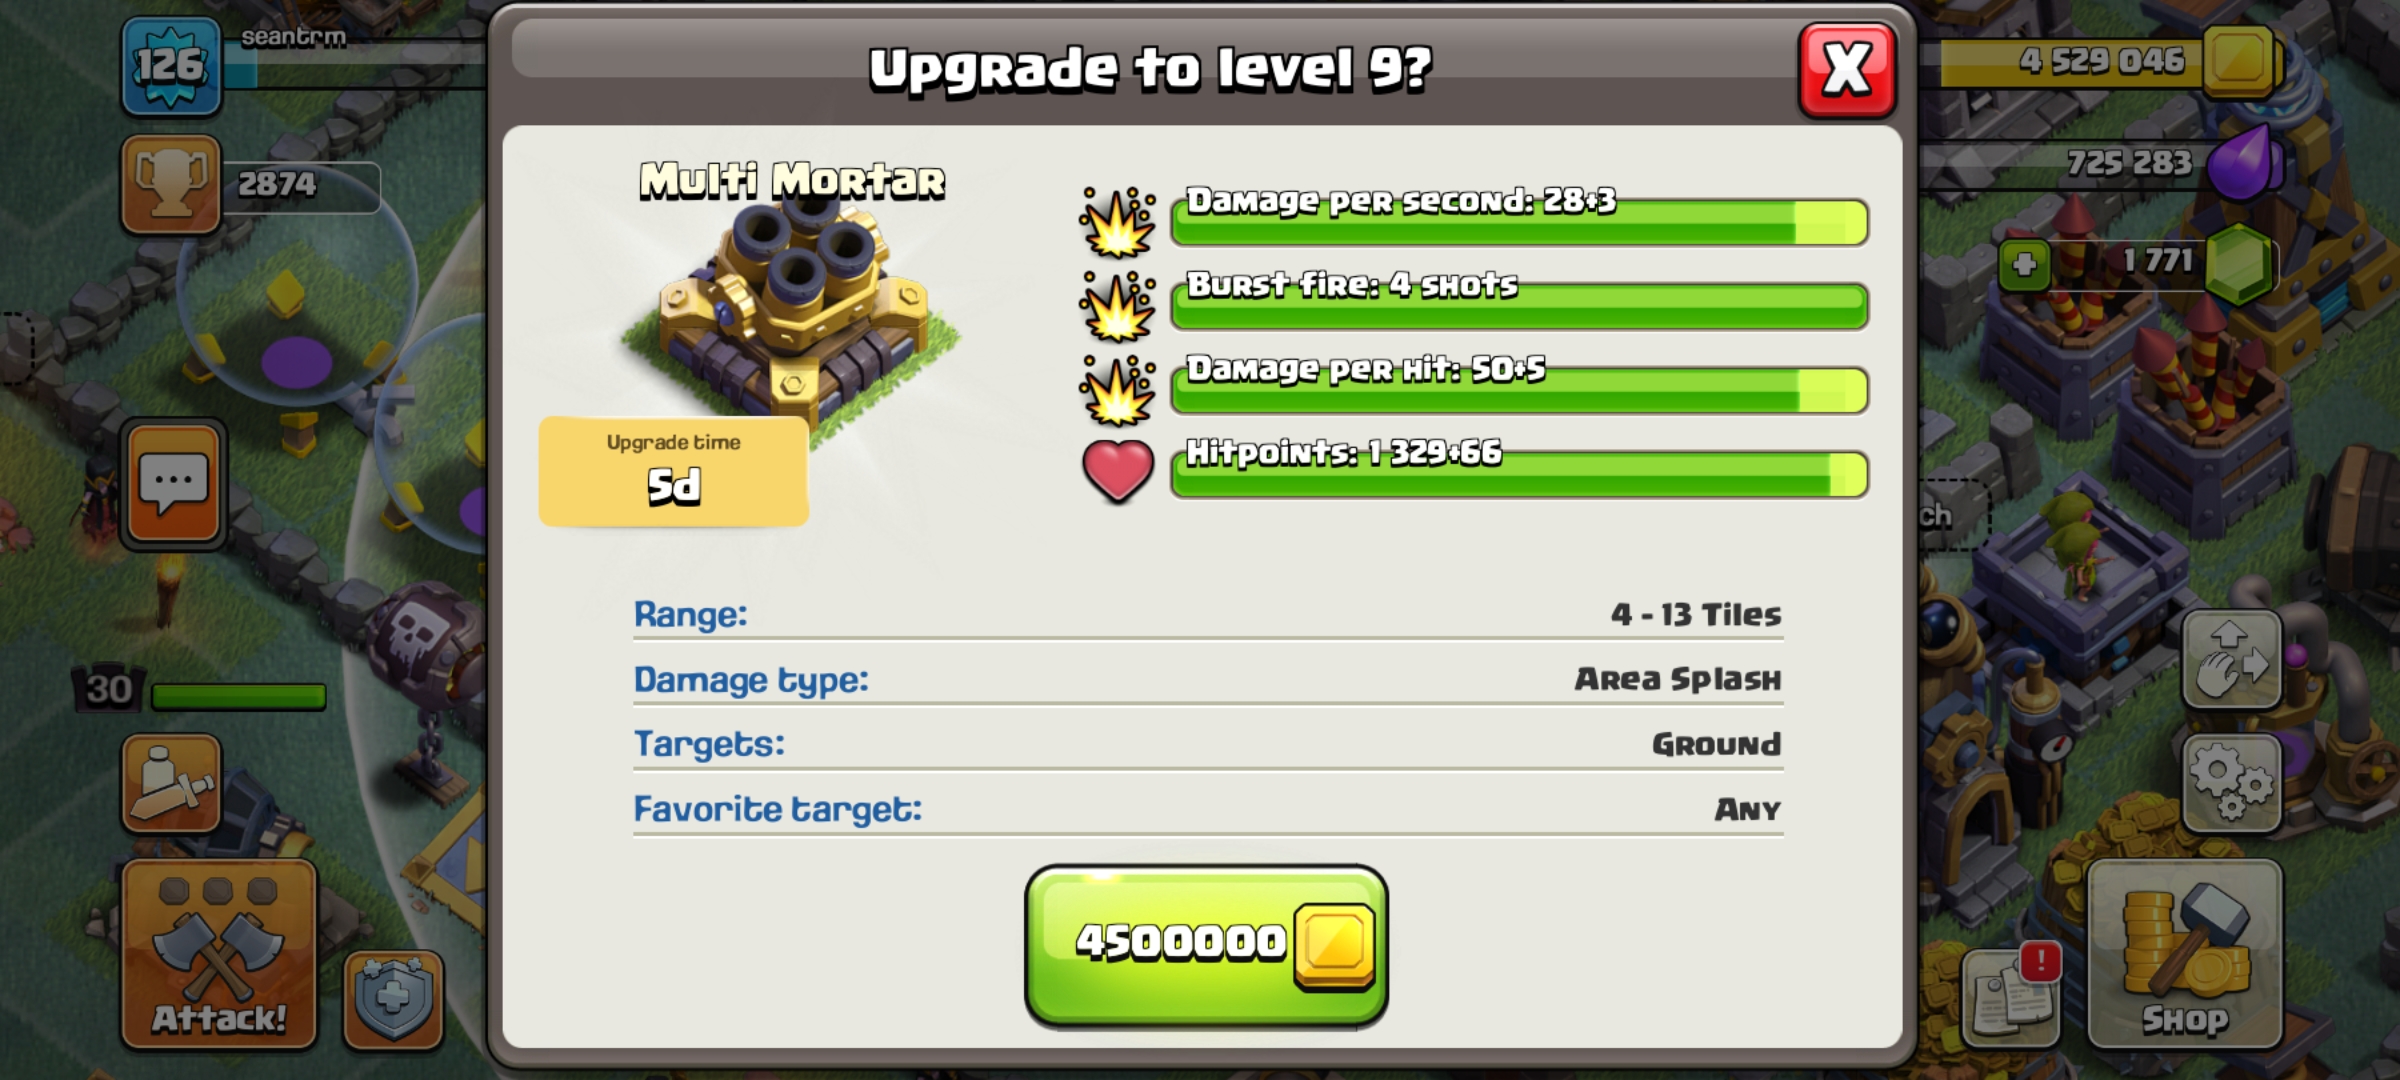 126
seantrm
2874
30
Attack!
Upgrade to level 9?
X
Multi Mortar
Upgrade time
5d
Damage per second: 28+3
Burst fire: 4 shots
Damage per hit: 50+5
Hitpoints: 1 329+66
Range: 4 - 13 Tiles
Damage type: Area Splash
Targets: Ground
Favorite target: Any
4500000
4 529 046
725 283
1 771
ch
!
Shop